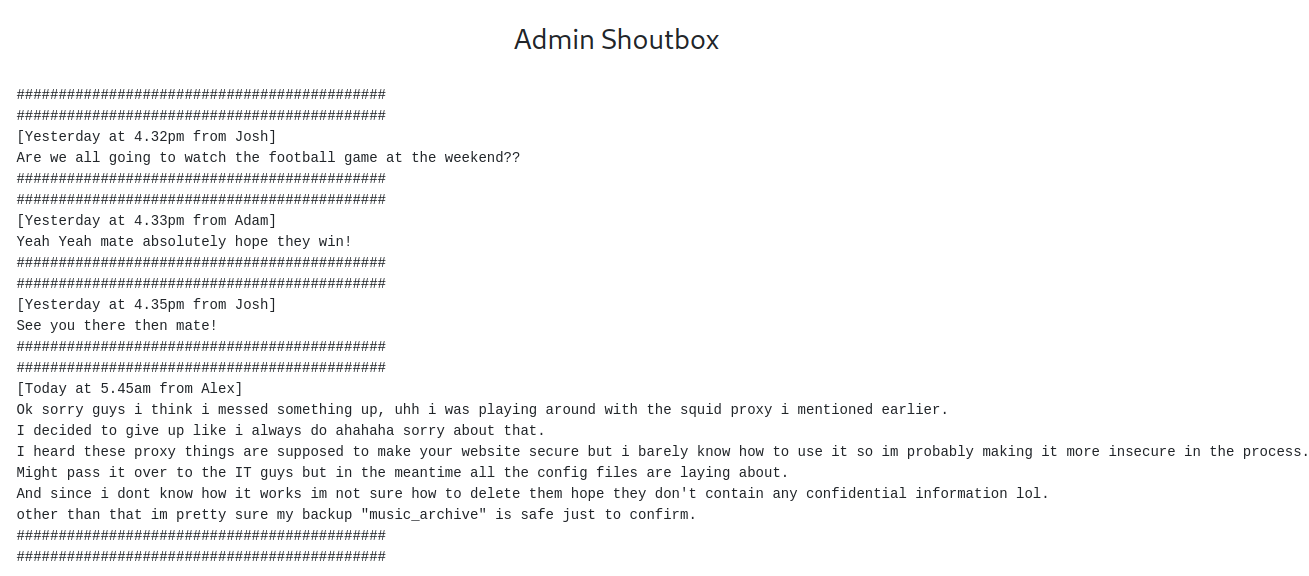 Admin Shoutbox
############################################
############################################
[Yesterday at 4.32pm from Josh]
Are we all going to watch the football game at the weekend??
############################################
############################################
[Yesterday at 4.33pm from Adam]
Yeah Yeah mate absolutely hope they win!
############################################
############################################
[Yesterday at 4.35pm from Josh]
See you there then mate!
############################################
############################################
[Today at 5.45am from Alex]
Ok sorry guys i think i messed something up, uhh i was playing around with the squid proxy i mentioned earlier.
I decided to give up like i always do ahahaha sorry about that.
I heard these proxy things are supposed to make your website secure but i barely know how to use it so im probably making it more insecure in the process.
Might pass it over to the IT guys but in the meantime all the config files are laying about.
And since i dont know how it works im not sure how to delete them hope they don't contain any confidential information lol.
other than that im pretty sure my backup "music_archive" is safe just to confirm.
############################################
############################################